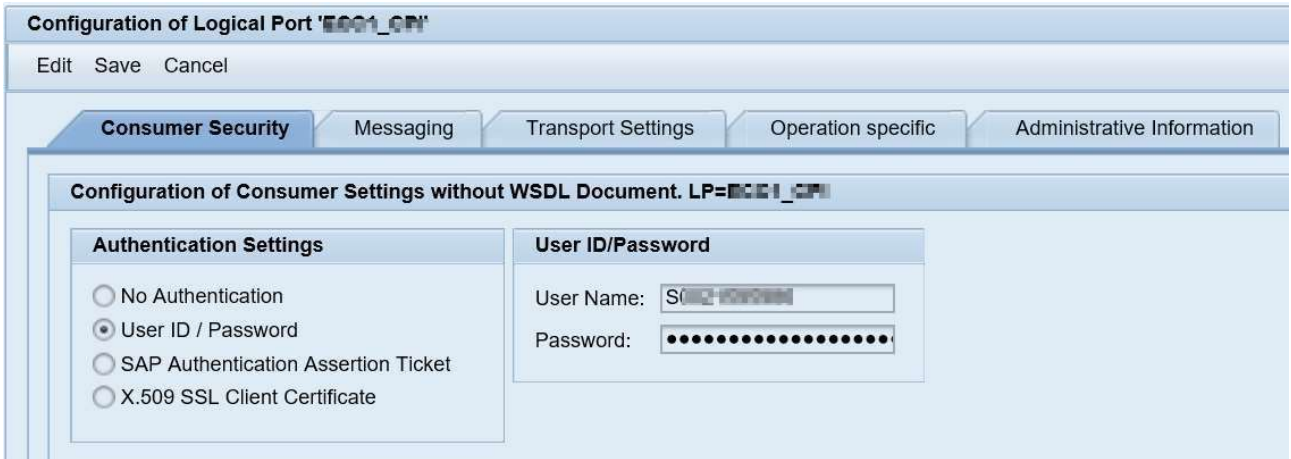 Configuration of Logical Port '
Edit Save Cancel
Consumer Security Messaging Transport Settings Operation specific Administrative Information
Configuration of Consumer Settings without WSDL Document. LP=
Authentication Settings
User ID/Password
No Authentication
User Name:
User ID / Password
Password: ••••••••••••••••••••
SAP Authentication Assertion Ticket
X.509 SSL Client Certificate